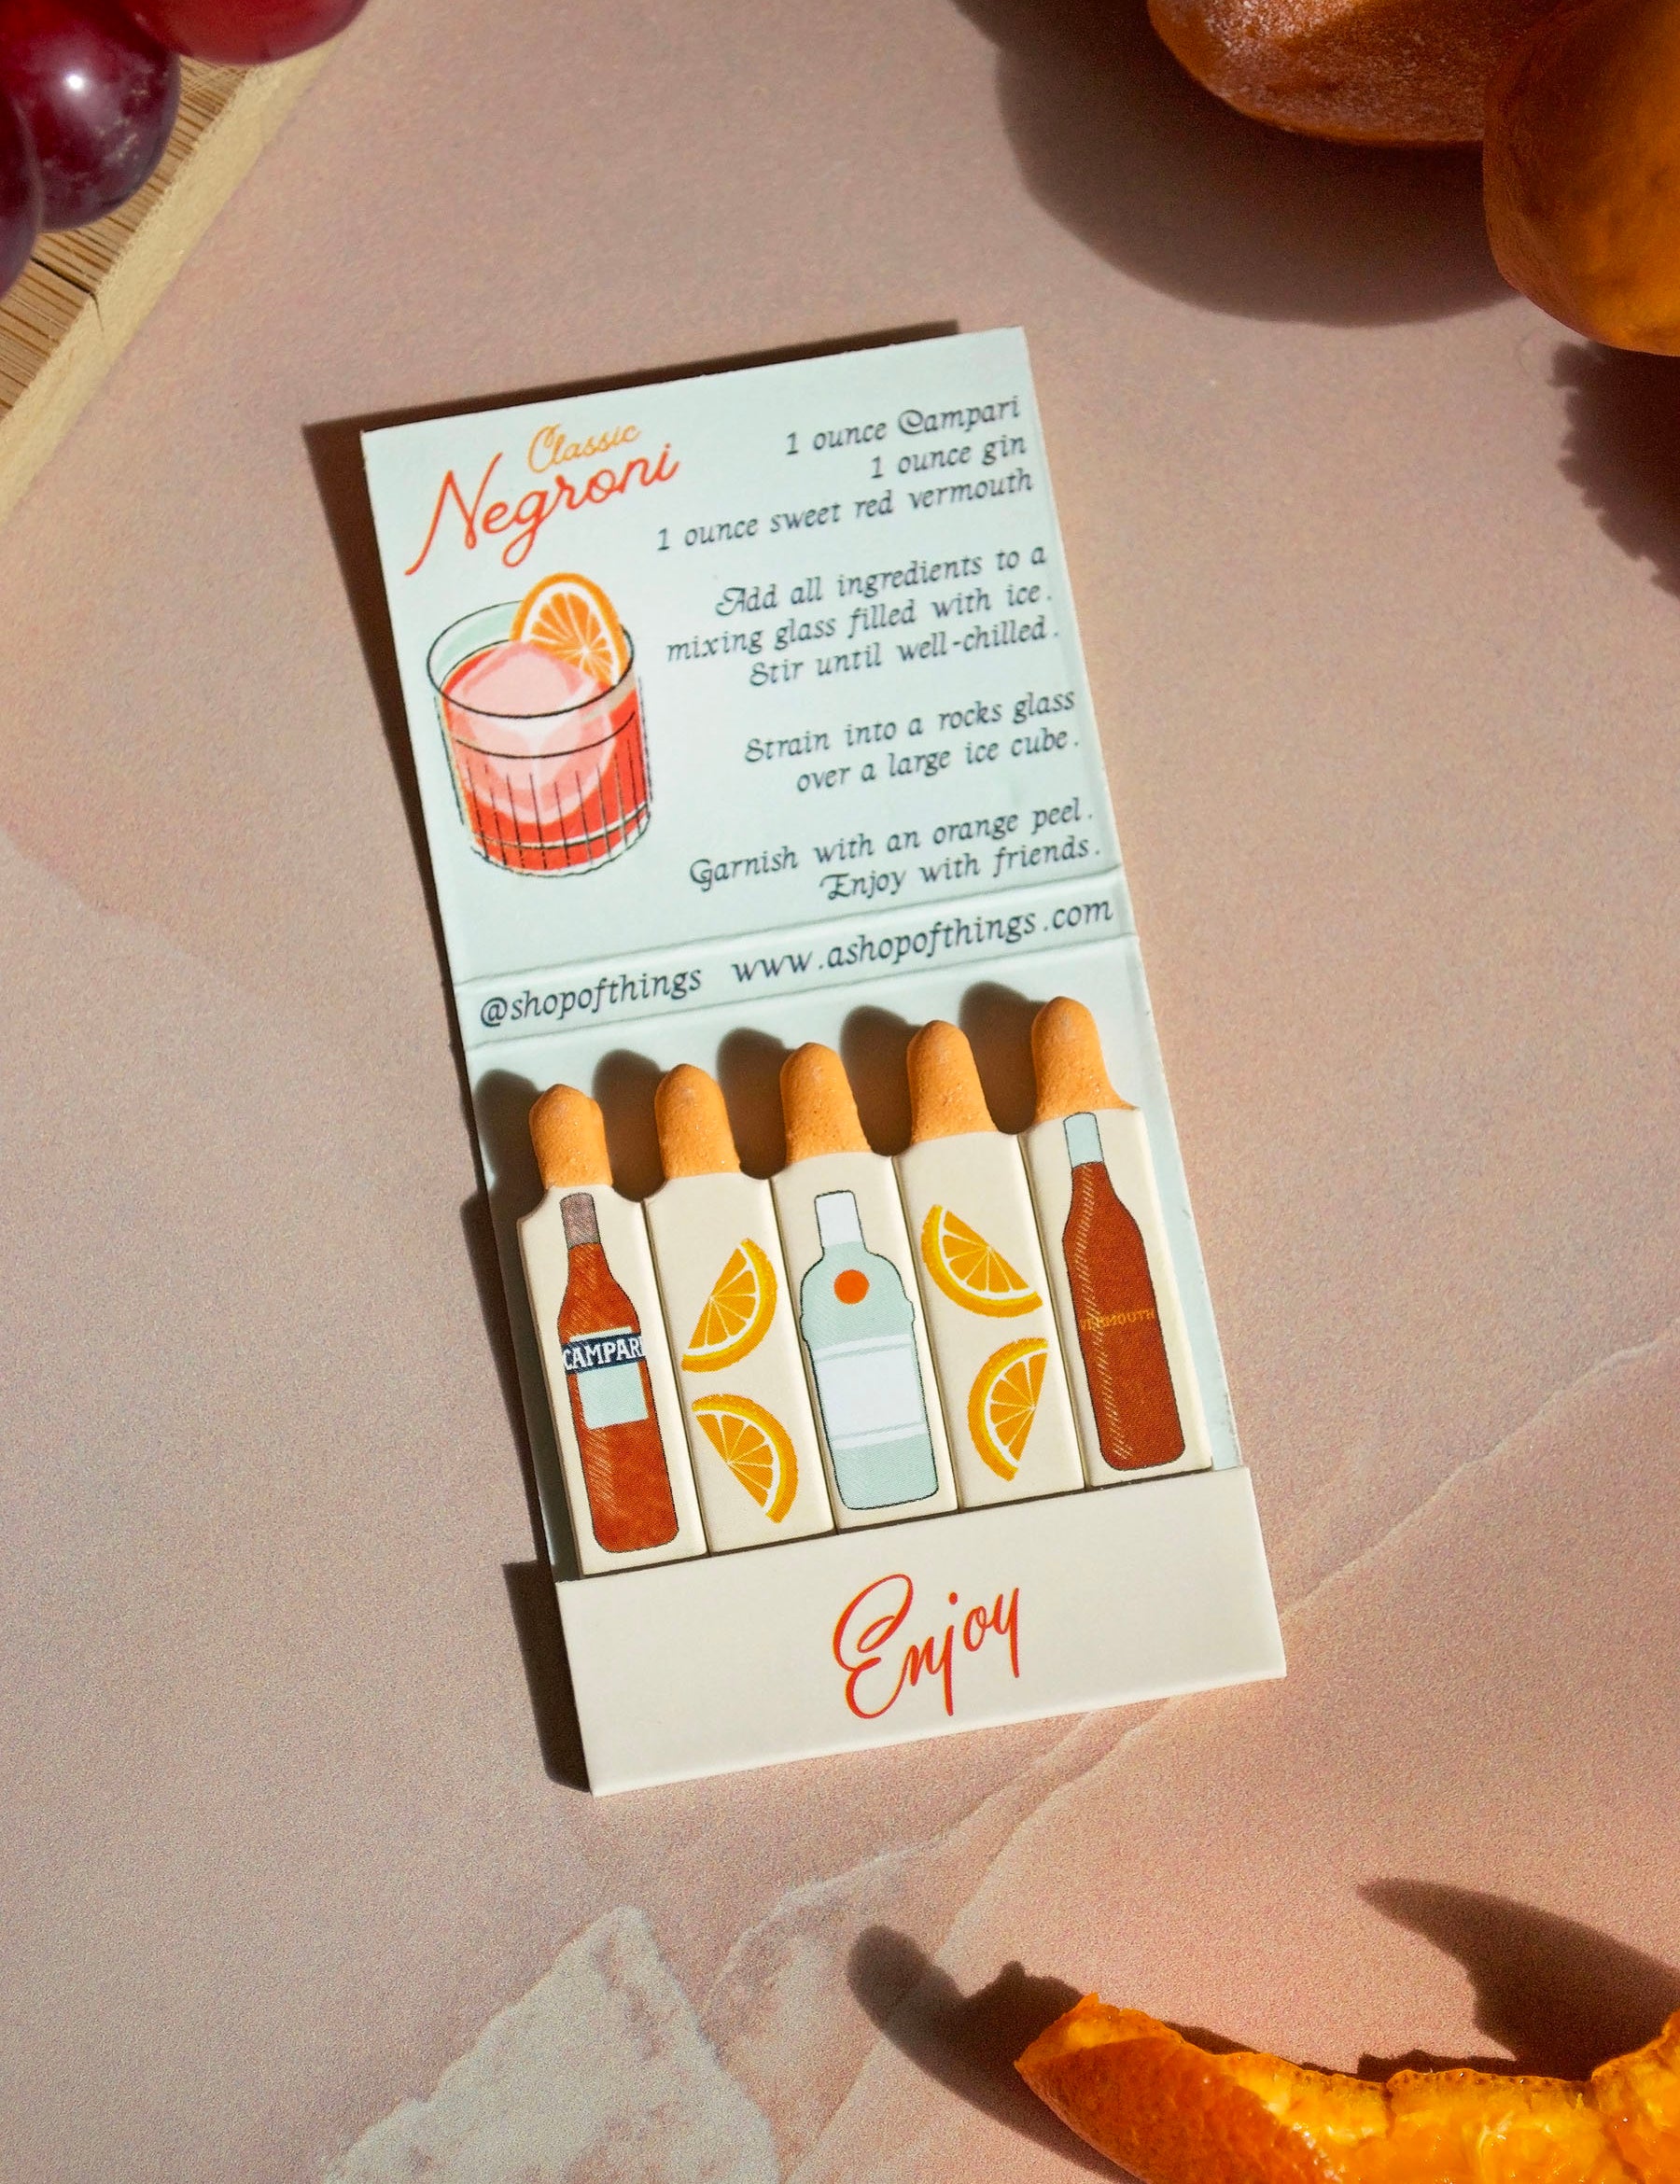 Classic
Negroni
1 ounce Campari
1 ounce gin
1 ounce sweet red vermouth
Add all ingredients to a
mixing glass filled with ice.
Stir until well-chilled.
Strain into a rocks glass
over a large ice cube.
Garnish with an orange peel.
Enjoy with friends.
@shopofthings www.ashopofthings.com
CAMPARI
VERMOUTH
Enjoy